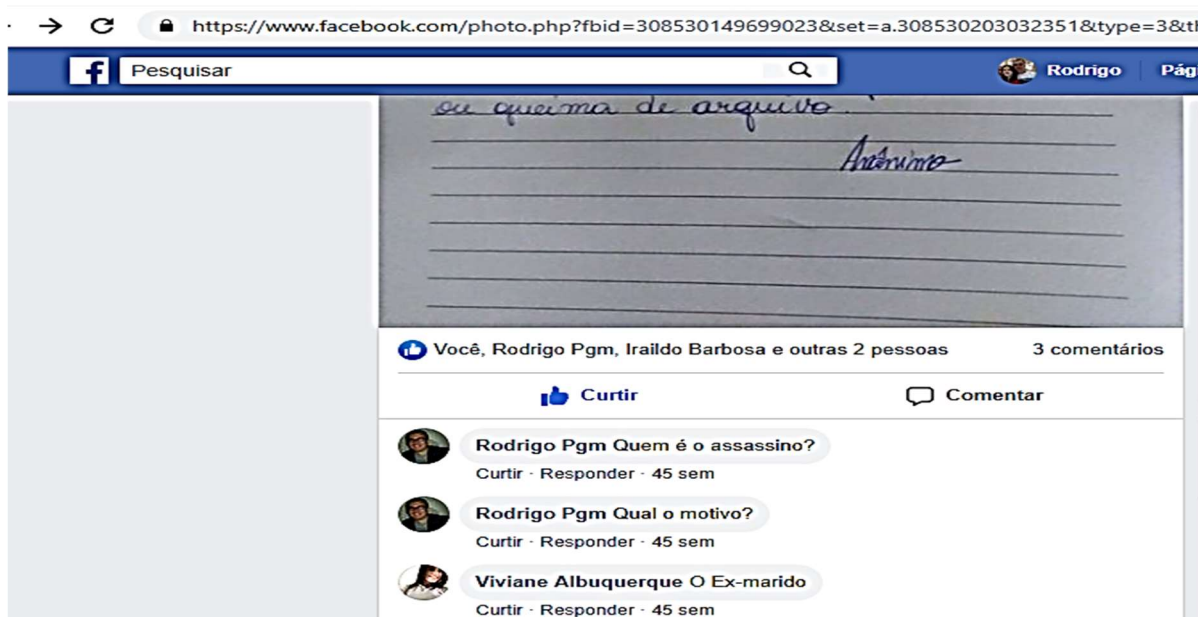 https://www.facebook.com/photo.php?fbid=308530149699023&set=a.308530203032351&type=3&th
f Pesquisar Rodrigo Pági
ou queima de arquivo.
Anônimo
Você, Rodrigo Pgm, Iraildo Barbosa e outras 2 pessoas 3 comentários
Curtir Comentar
Rodrigo Pgm Quem é o assassino?
Curtir · Responder · 45 sem
Rodrigo Pgm Qual o motivo?
Curtir · Responder · 45 sem
Viviane Albuquerque O Ex-marido
Curtir · Responder · 45 sem